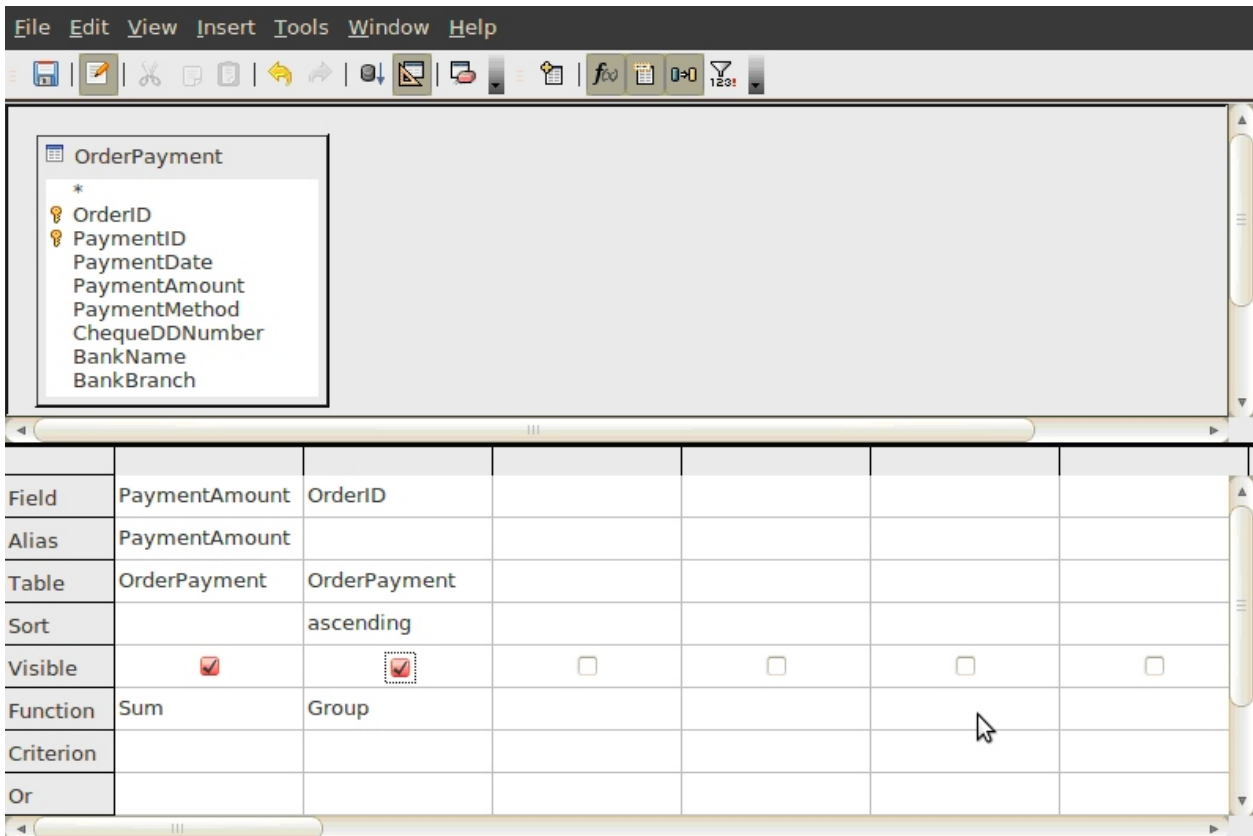 File Edit View Insert Tools Window Help
f(x) 123!
OrderPayment
*
OrderID
PaymentID
PaymentDate
PaymentAmount
PaymentMethod
ChequeDDNumber
BankName
BankBranch
Field PaymentAmount OrderID
Alias PaymentAmount
Table OrderPayment OrderPayment
Sort ascending
Visible
Function Sum Group
Criterion
Or